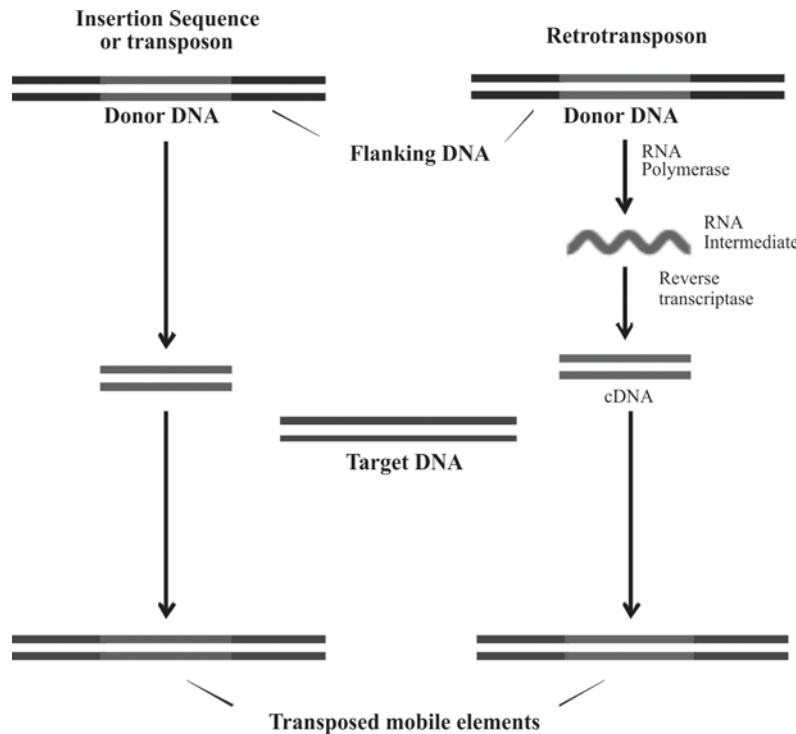 Insertion Sequence
or transposon
Retrotransposon
Donor DNA
Donor DNA
Flanking DNA
RNA
Polymerase
RNA
Intermediate
Reverse
transcriptase
cDNA
Target DNA
Transposed mobile elements